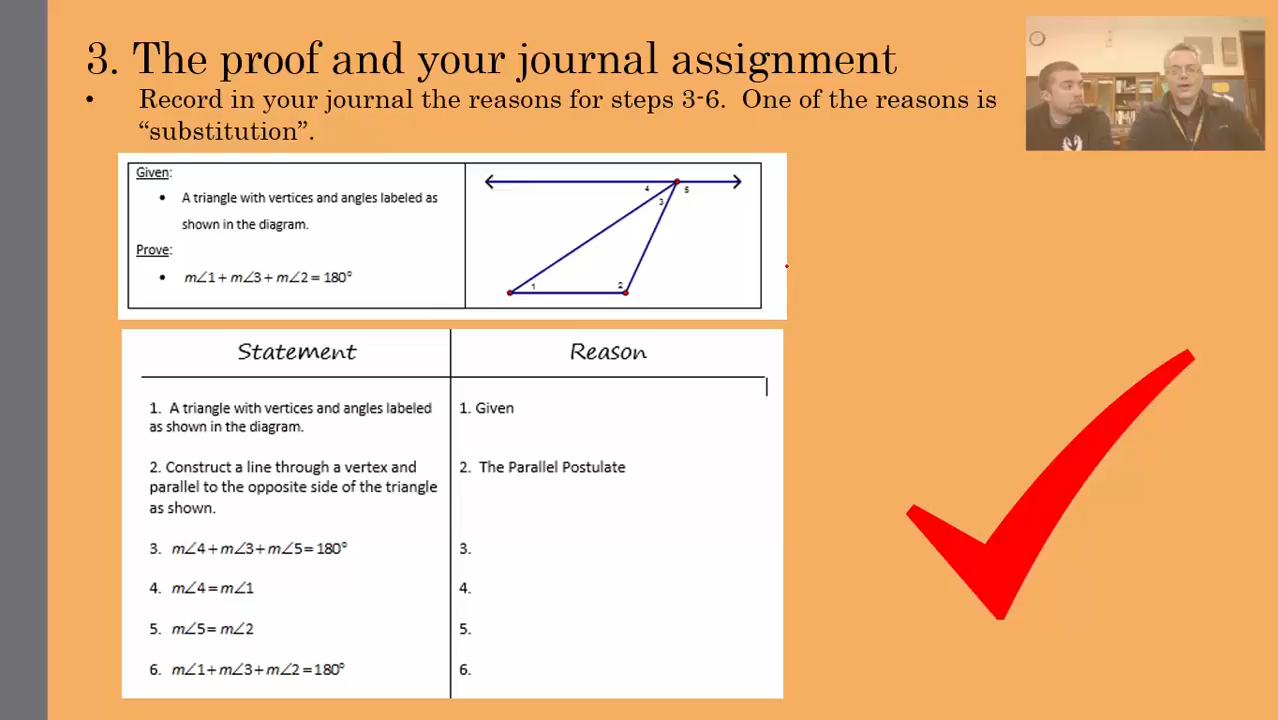 3. The proof and your journal assignment
• Record in your journal the reasons for steps 3-6. One of the reasons is
“substitution”.
Given:
• A triangle with vertices and angles labeled as
shown in the diagram.
Prove:
• m∠1 + m∠3 + m∠2 = 180°
4
5
3
1
2
Statement
Reason
1. A triangle with vertices and angles labeled
as shown in the diagram.
1. Given
2. Construct a line through a vertex and
parallel to the opposite side of the triangle
as shown.
2. The Parallel Postulate
3. m∠4 + m∠3 + m∠5 = 180°
3.
4. m∠4 = m∠1
4.
5. m∠5 = m∠2
5.
6. m∠1 + m∠3 + m∠2 = 180°
6.